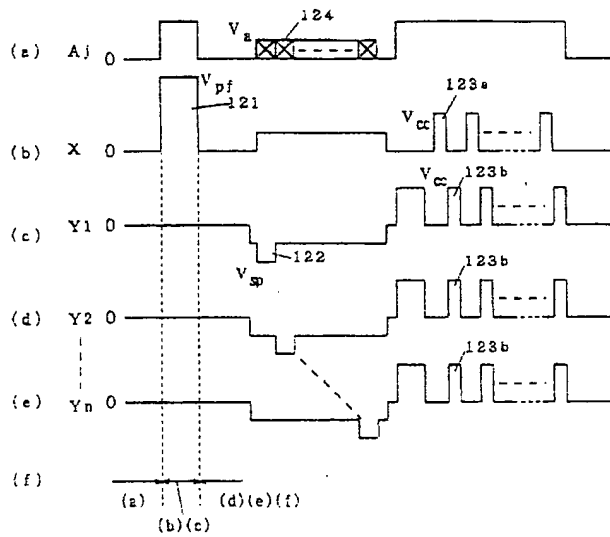 124
Va
(a) Aj 0
Vpf
121
123a
Vcc
(b) X 0
Vcc
123b
(c) Y1 0
122
Vsp
123b
(d) Y2 0
123b
(e) Yn 0
(f)
(a) (d)(e)(f)
(b)(c)